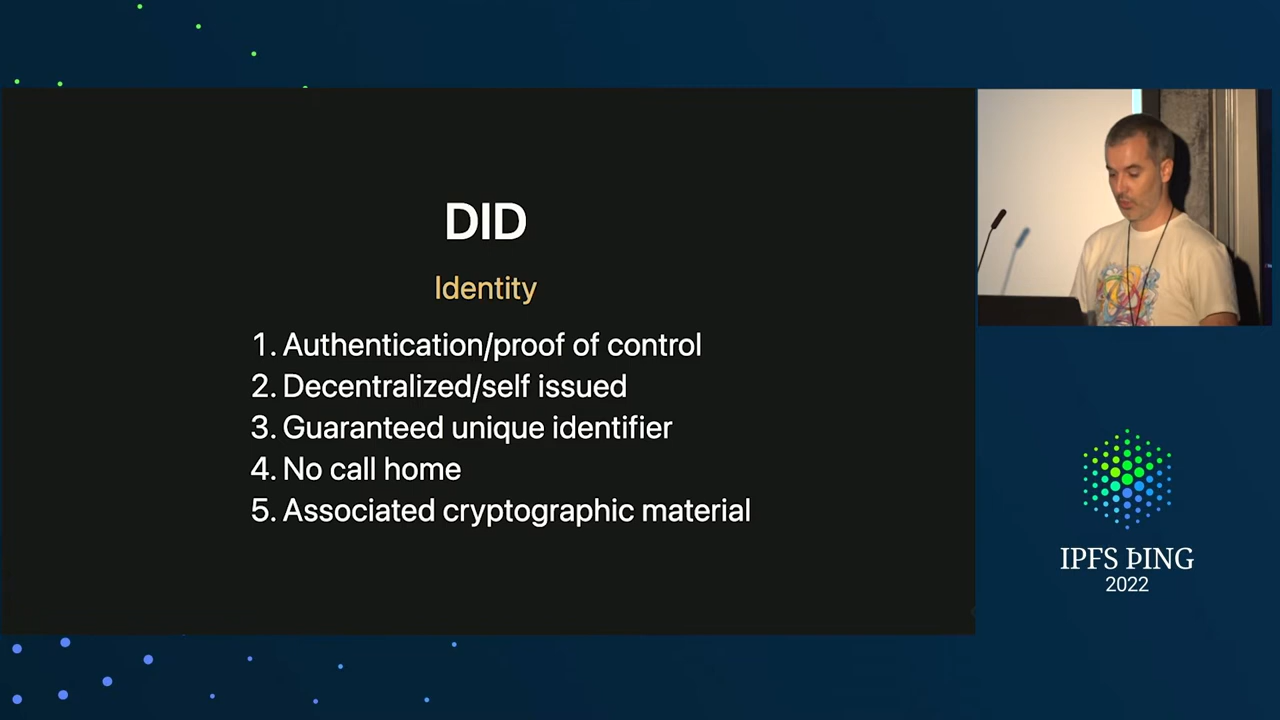 DID
Identity
1. Authentication/proof of control
2. Decentralized/self issued
3. Guaranteed unique identifier
4. No call home
5. Associated cryptographic material
IPFS ÞING
2022